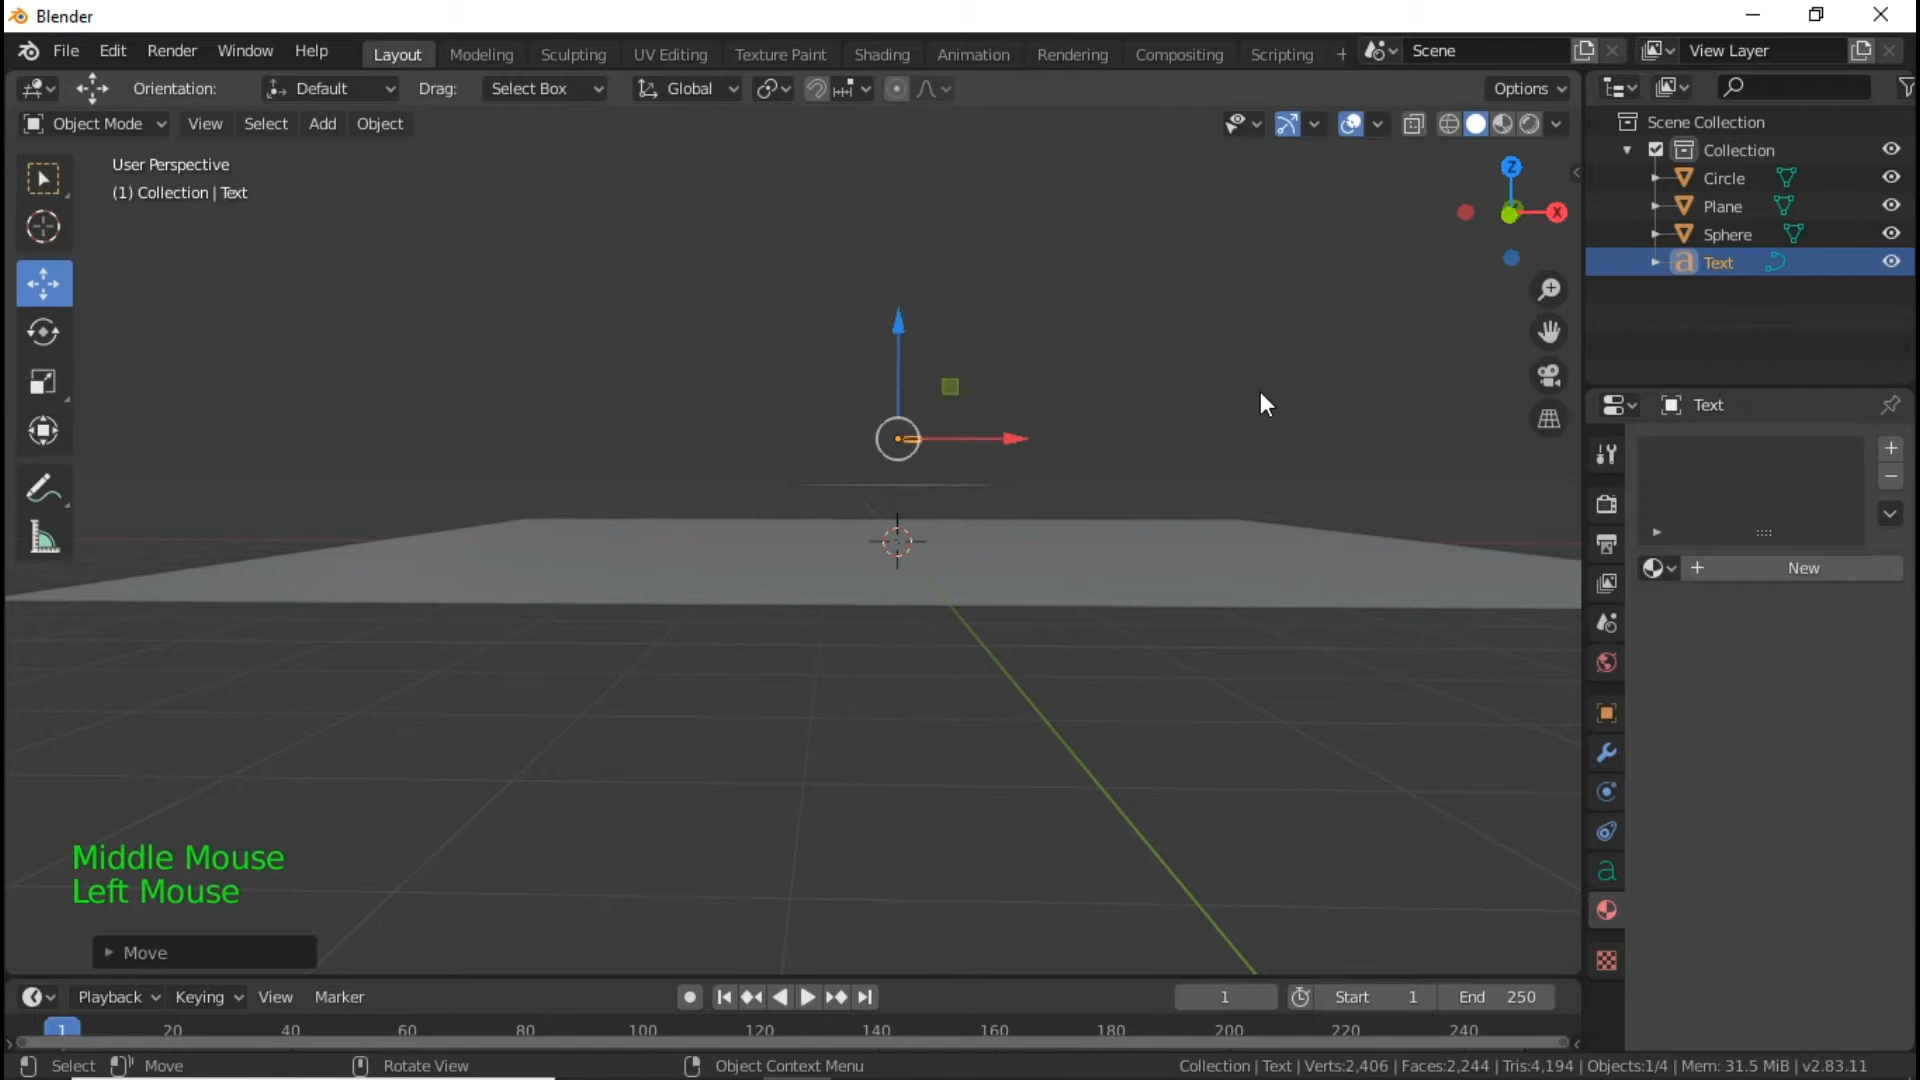 Blender
File Edit Render Window Help Layout Modeling Sculpting UV Editing Texture Paint Shading Animation Rendering Compositing Scripting + Scene View Layer
Orientation: Default Drag: Select Box Global Options
Object Mode View Select Add Object
User Perspective
(1) Collection | Text
Z
X
Scene Collection
Collection
Circle
Plane
Sphere
Text
Text
New
Middle Mouse
Left Mouse
Move
Playback Keying View Marker 1 Start 1 End 250
1 20 40 60 80 100 120 140 160 180 200 220 240
Select Move Rotate View Object Context Menu Collection | Text | Verts:2,406 | Faces:2,244 | Tris:4,194 | Objects:1/4 | Mem: 31.5 MiB | v2.83.11